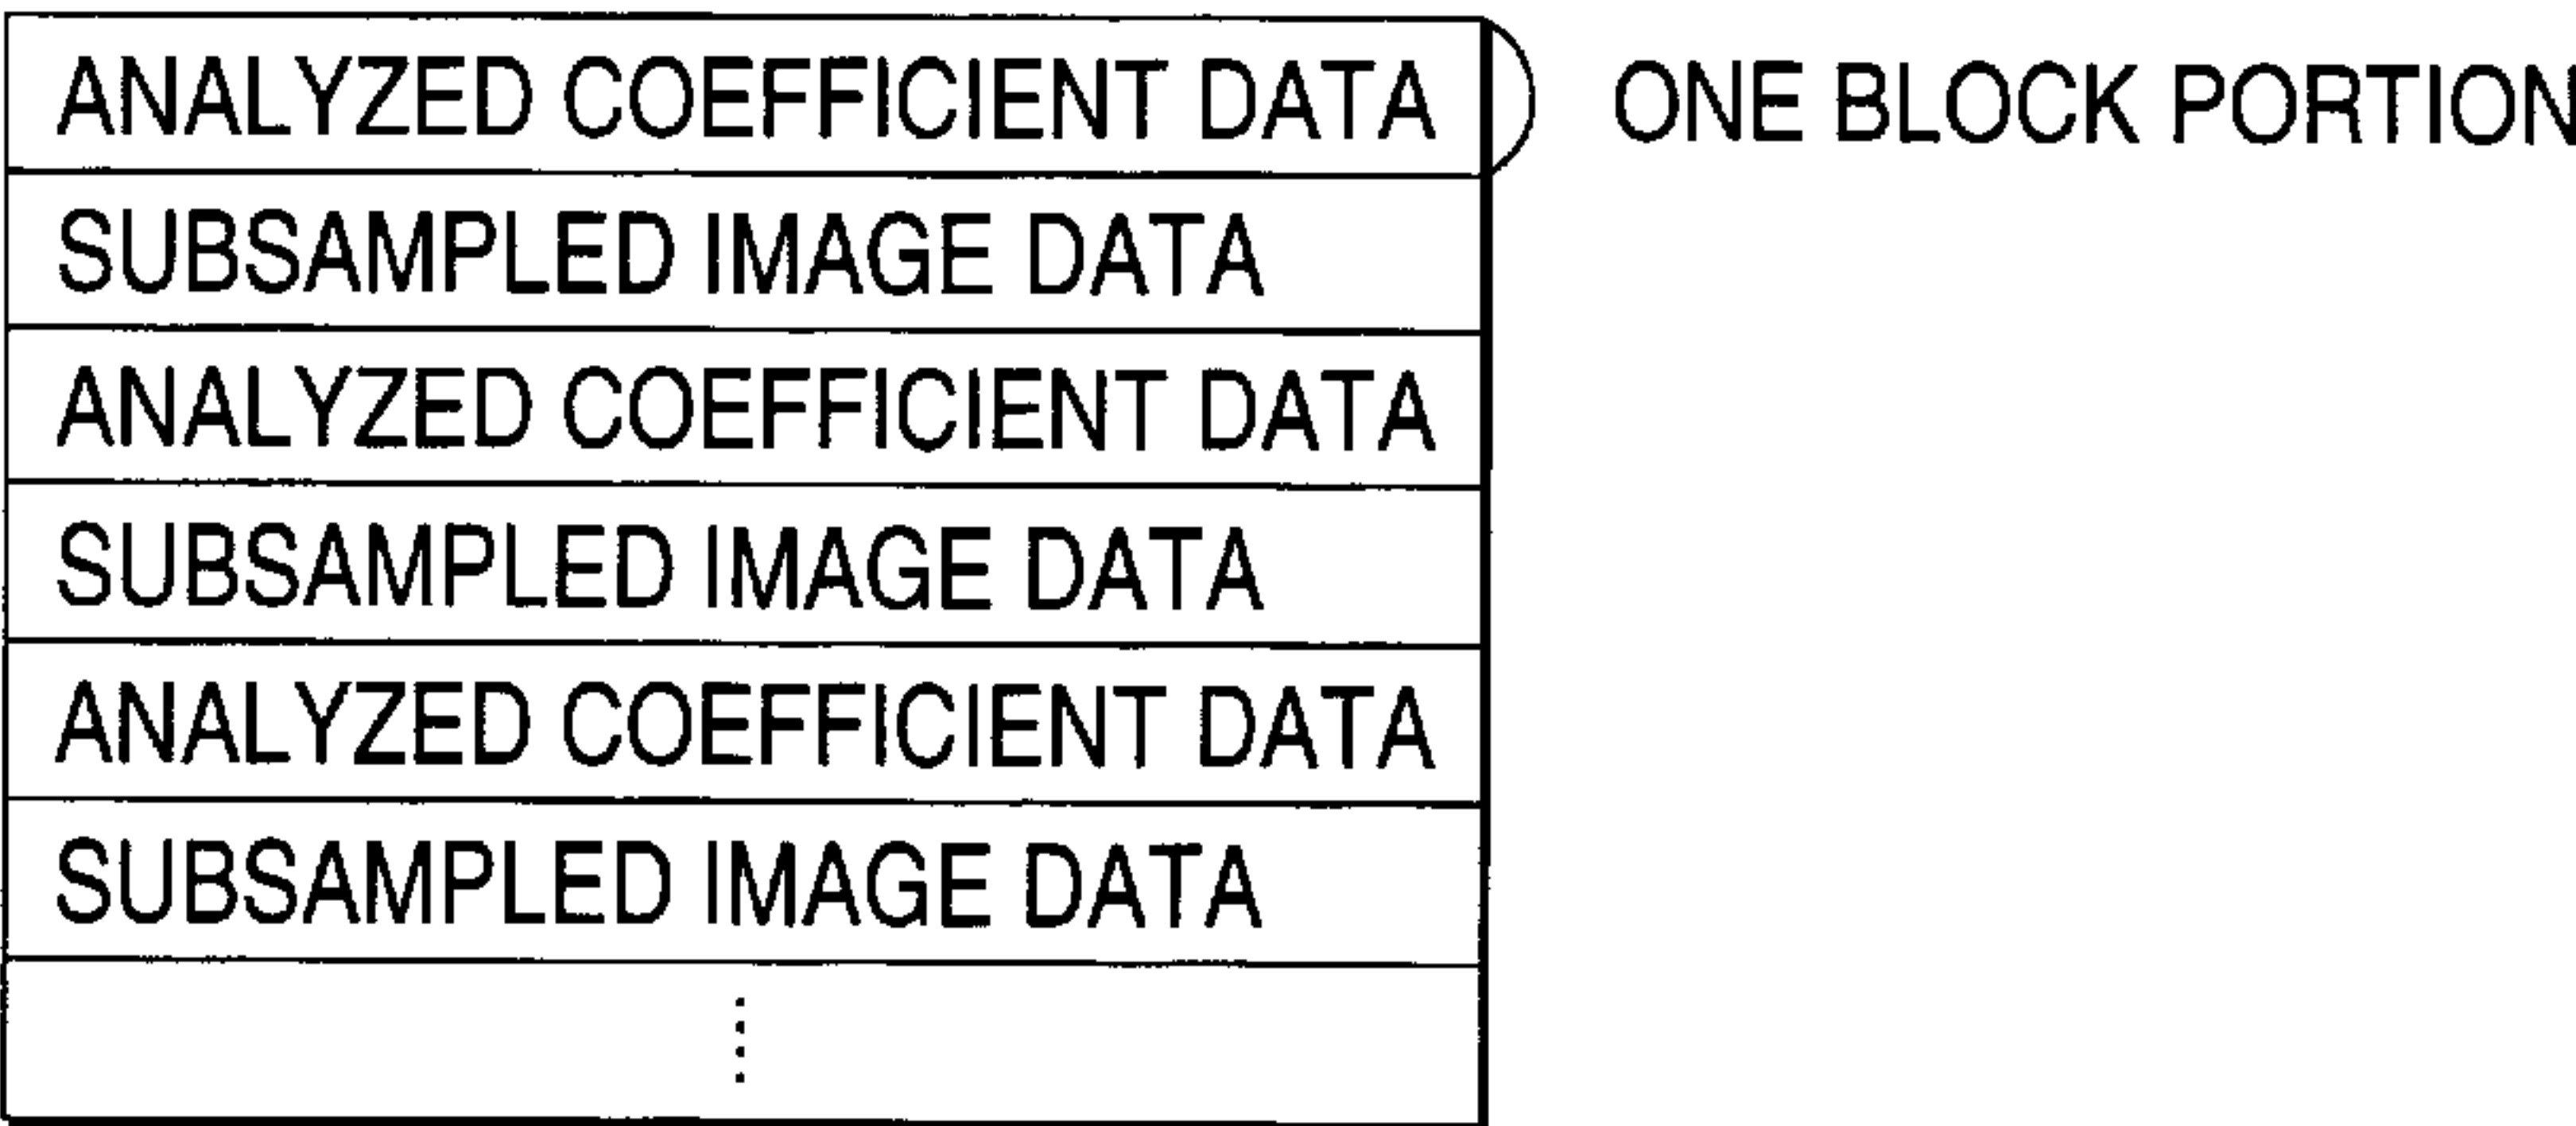 ANALYZED COEFFICIENT DATA
ONE BLOCK PORTION
SUBSAMPLED IMAGE DATA
ANALYZED COEFFICIENT DATA
SUBSAMPLED IMAGE DATA
ANALYZED COEFFICIENT DATA
SUBSAMPLED IMAGE DATA